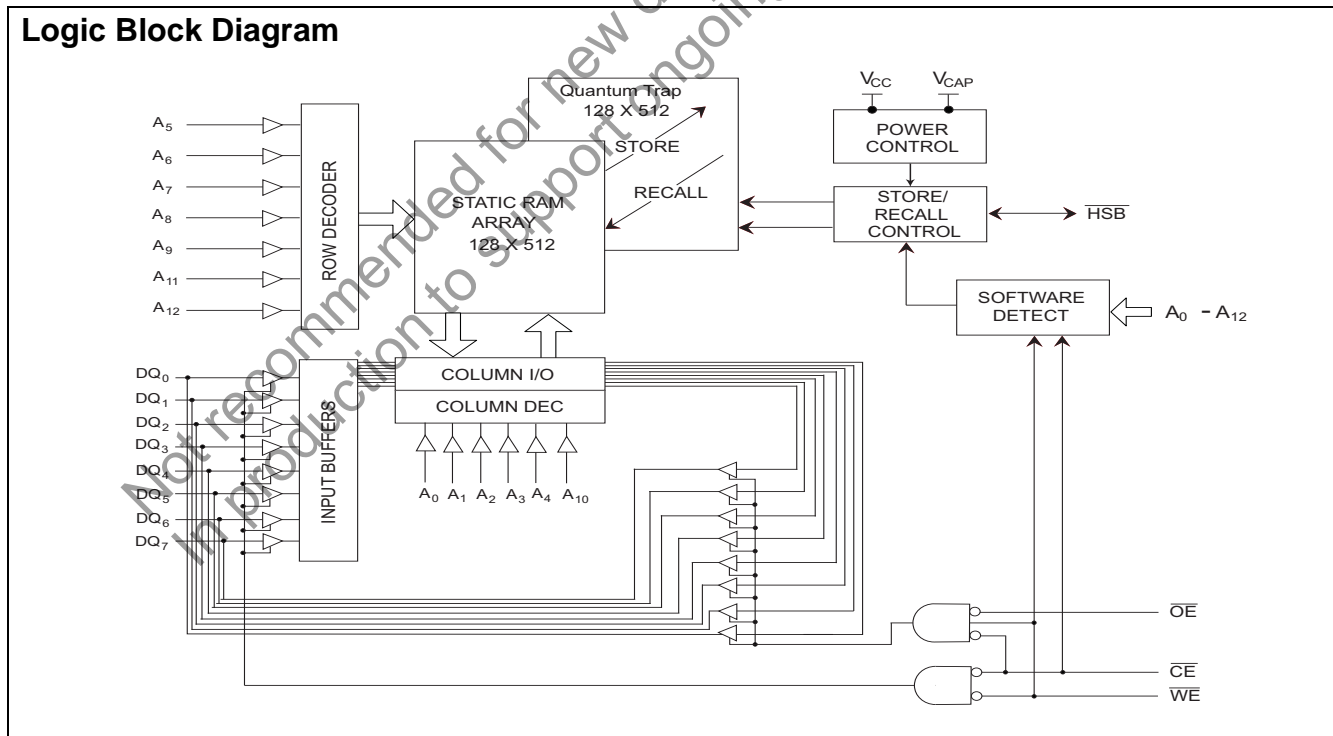 Logic Block Diagram
Quantum Trap
128 X 512
STORE
RECALL
STATIC RAM
ARRAY
128 X 512
A5
A6
A7
A8
A9
A11
A12
ROW DECODER
VCC
VCAP
POWER
CONTROL
STORE/
RECALL
CONTROL
HSB
SOFTWARE
DETECT
A0 - A12
DQ0
DQ1
DQ2
DQ3
DQ4
DQ5
DQ6
DQ7
INPUT BUFFERS
COLUMN I/O
COLUMN DEC
A0 A1 A2 A3 A4 A10
OE
CE
WE
Not recommended for new
In production to support ongoing